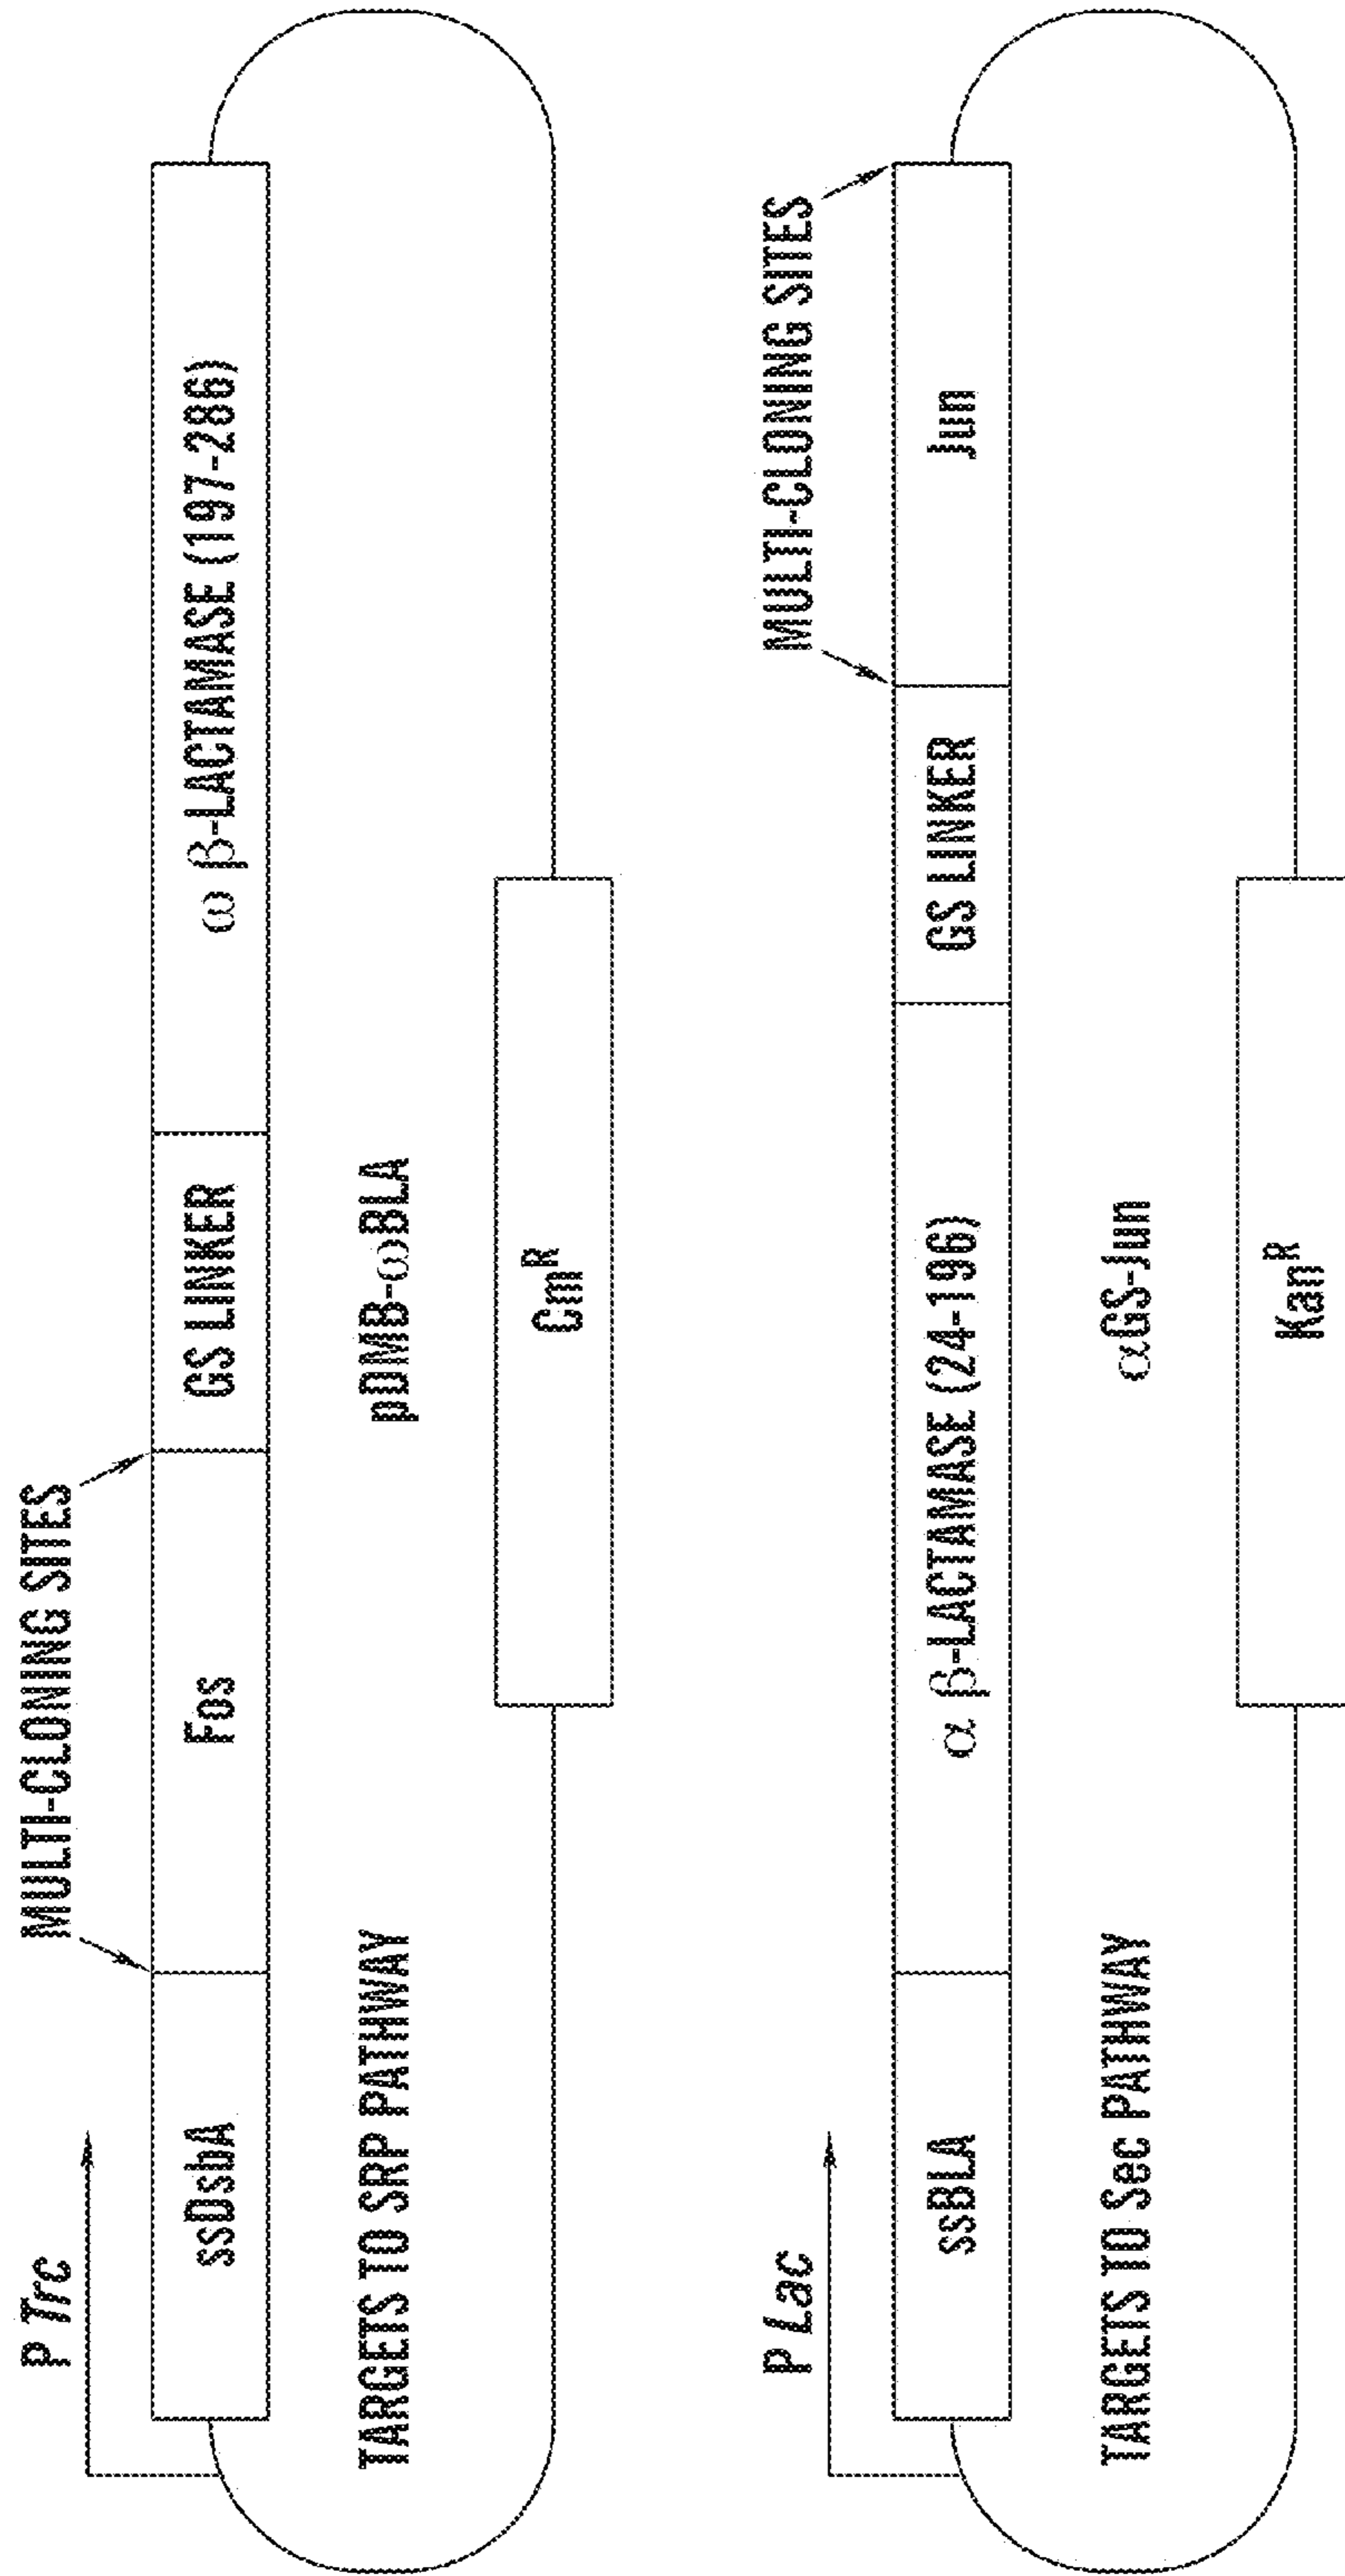 P Trc
MULTI-CLONING SITES
ssDsbA
Fos
GS LINKER
ω β-LACTAMASE (197-286)
TARGETS TO SRP PATHWAY
pDMB-ωBLA
Cm^R
P Lac
MULTI-CLONING SITES
ssBLA
α β-LACTAMASE (24-196)
GS LINKER
Jun
TARGETS TO Sec PATHWAY
αGS-Jun
Kan^R